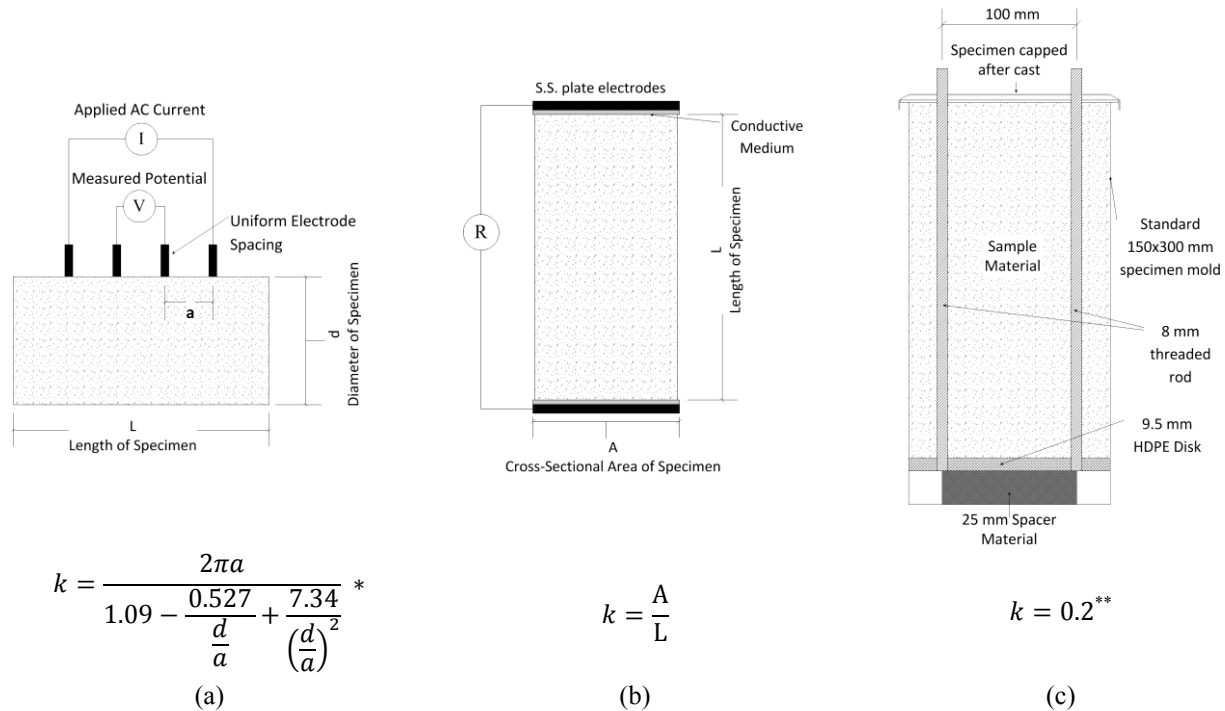 Applied AC Current
I
Measured Potential
V
Uniform Electrode
Spacing
a
d
Diameter of Specimen
L
Length of Specimen
k = 2πa / (1.09 − 0.527/(d/a) + 7.34/(d/a)²) *
(a)
S.S. plate electrodes
Conductive
Medium
R
L
Length of Specimen
A
Cross-Sectional Area of Specimen
k = A/L
(b)
100 mm
Specimen capped
after cast
Sample
Material
Standard
150x300 mm
specimen mold
8 mm
threaded
rod
9.5 mm
HDPE Disk
25 mm Spacer
Material
k = 0.2**
(c)